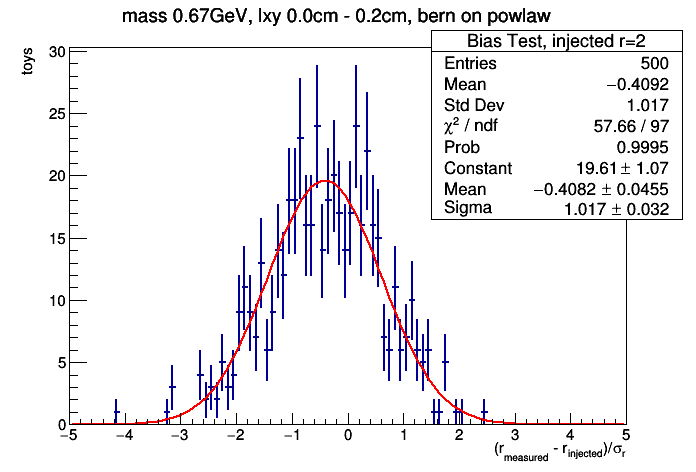 mass 0.67GeV, lxy 0.0cm - 0.2cm, bern on powlaw
toys
Bias Test, injected r=2
Entries 500
Mean −0.4092
Std Dev 1.017
χ² / ndf 57.66 / 97
Prob 0.9995
Constant 19.61 ± 1.07
Mean −0.4082 ± 0.0455
Sigma 1.017 ± 0.032
30
25
20
15
10
5
0
−5 −4 −3 −2 −1 0 1 2 3 4 5
(r_measured - r_injected)/σ_r